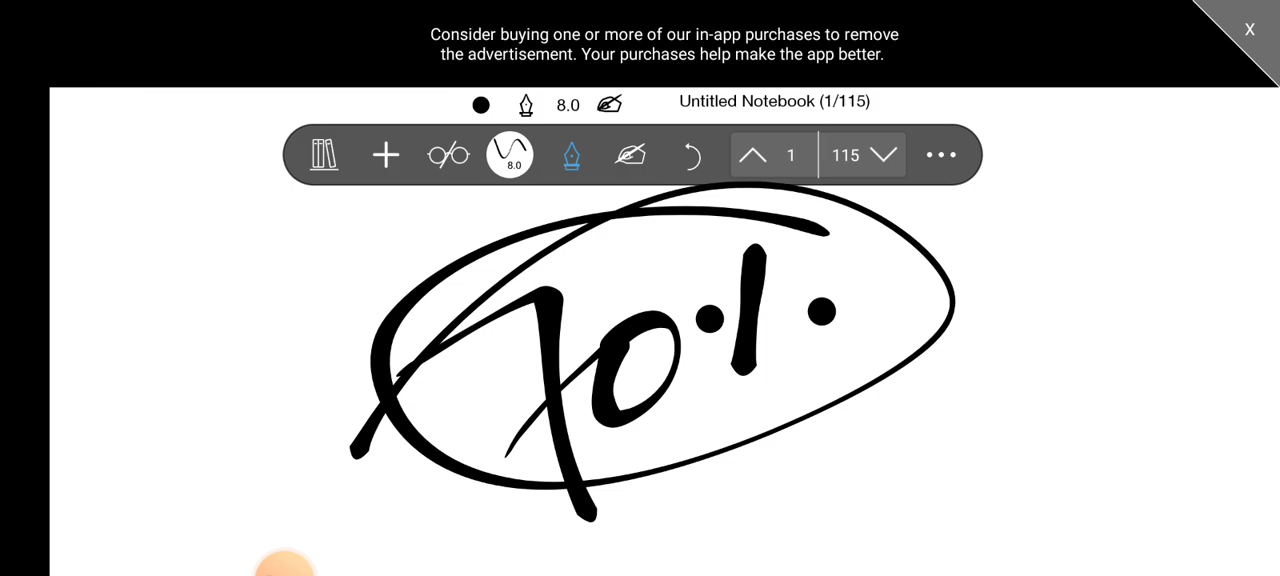 Consider buying one or more of our in-app purchases to remove
the advertisement. Your purchases help make the app better.
X
8.0 Untitled Notebook (1/115)
8.0 1 115
70%